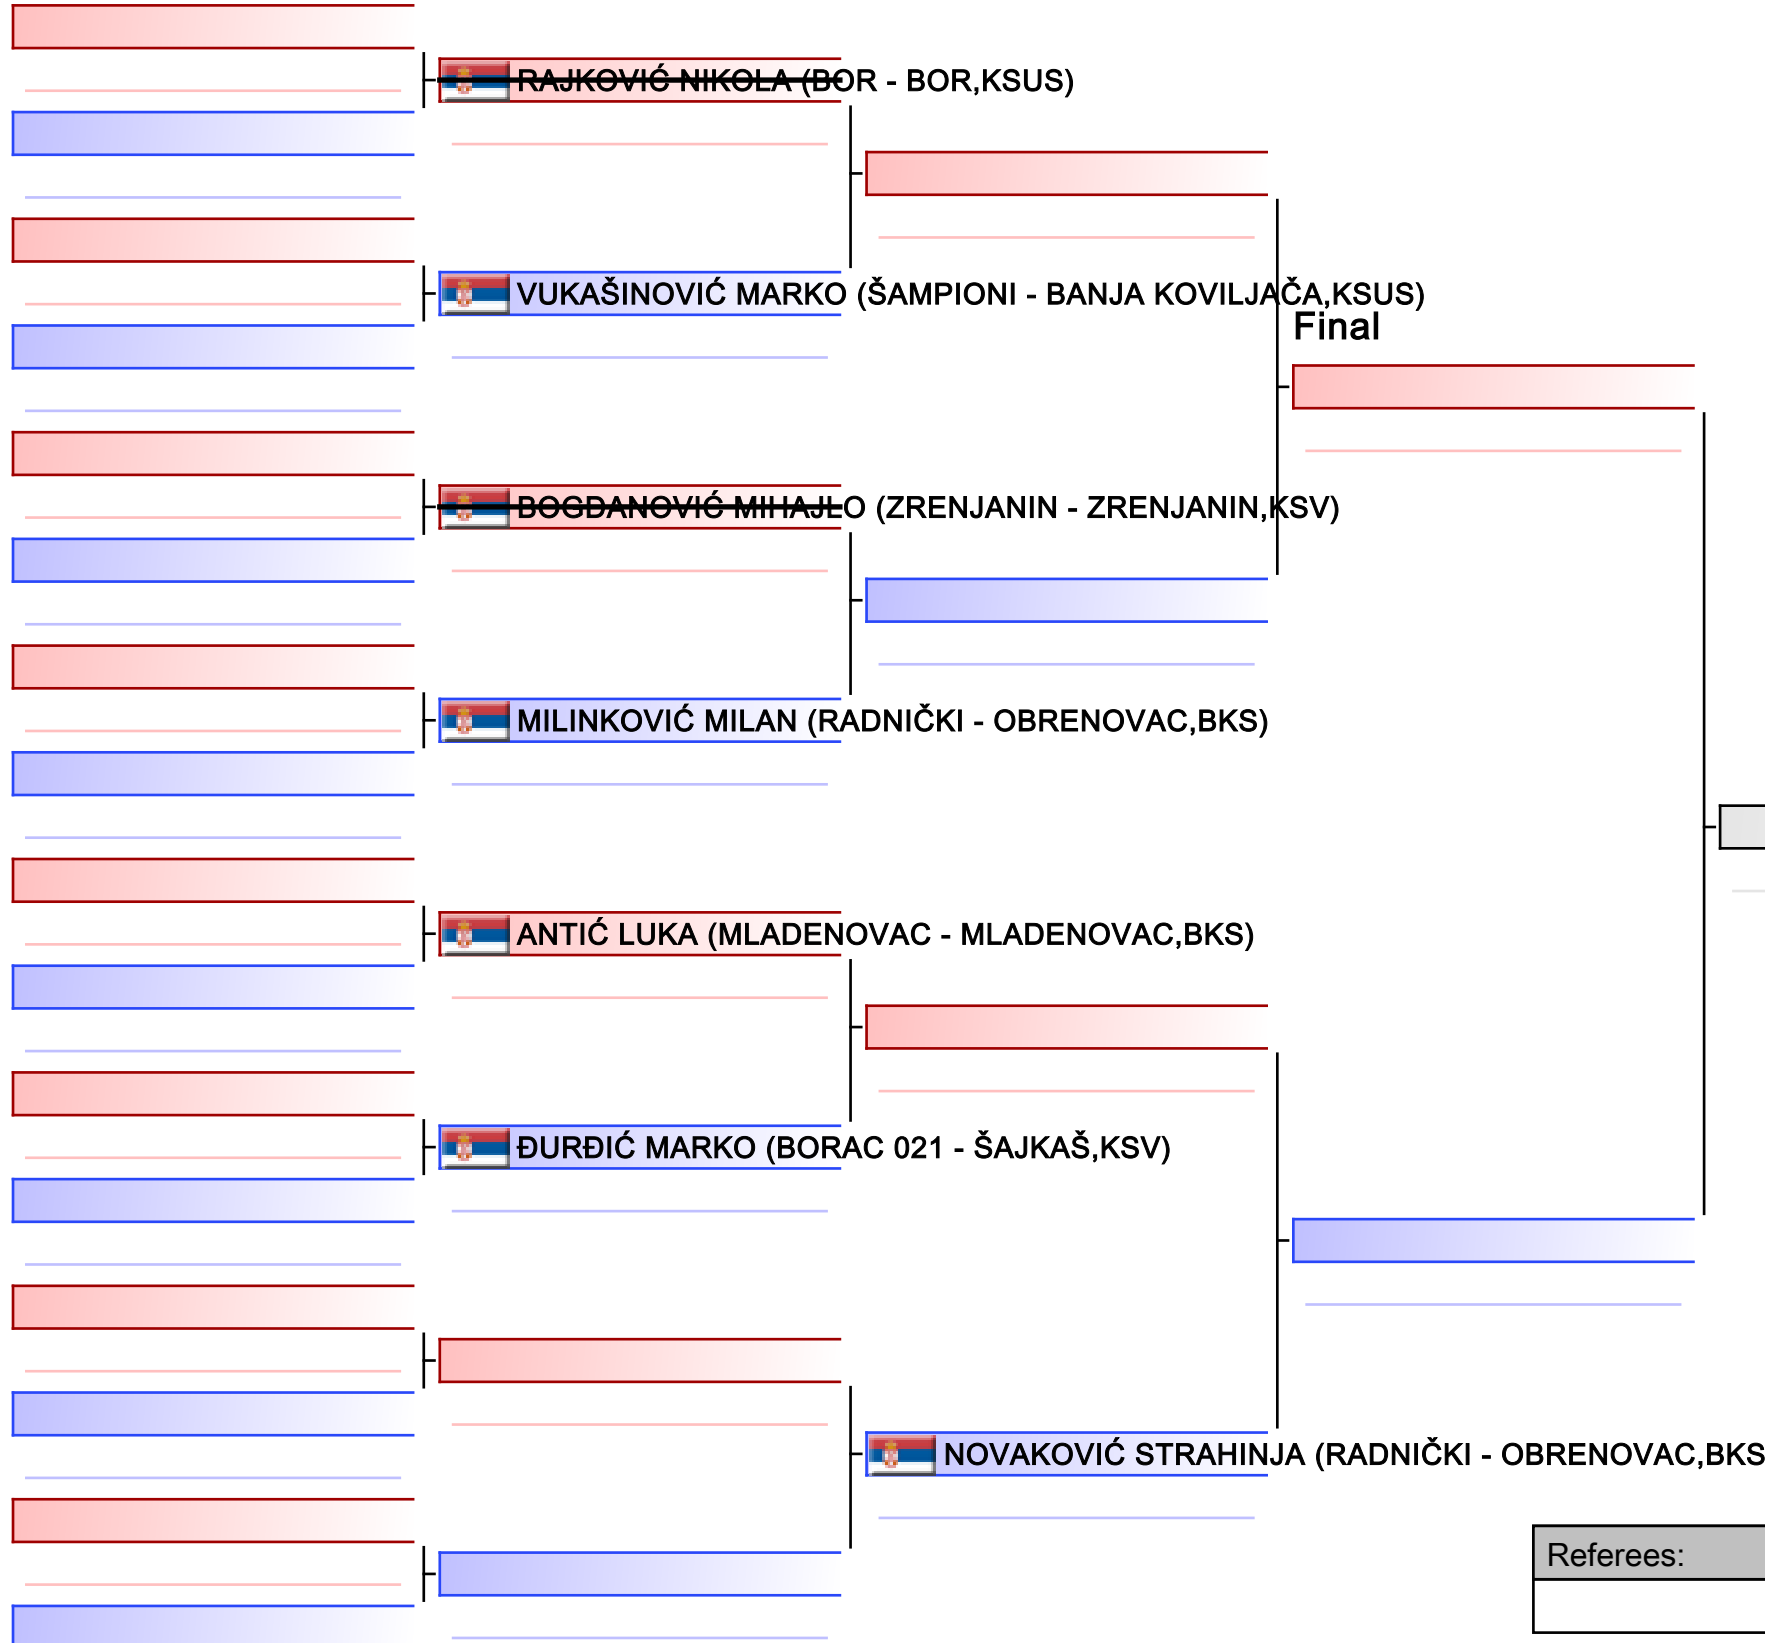 RAJKOVIĆ NIKOLA (BOR - BOR,KSUS)
VUKAŠINOVIĆ MARKO (ŠAMPIONI - BANJA KOVILJAČA,KSUS)
Final
BOGDANOVIĆ MIHAJLO (ZRENJANIN - ZRENJANIN,KSV)
MILINKOVIĆ MILAN (RADNIČKI - OBRENOVAC,BKS)
ANTIĆ LUKA (MLADENOVAC - MLADENOVAC,BKS)
ĐURĐIĆ MARKO (BORAC 021 - ŠAJKAŠ,KSV)
NOVAKOVIĆ STRAHINJA (RADNIČKI - OBRENOVAC,BKS
Referees: